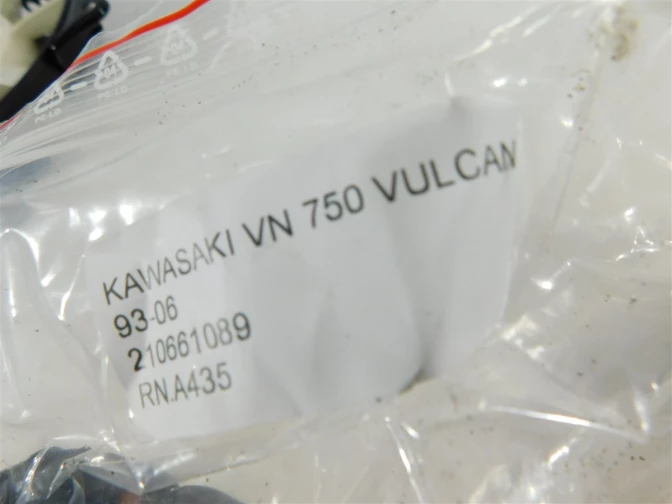 KAWASAKI VN 750 VULCAN
93-06
210661089
RN.A435